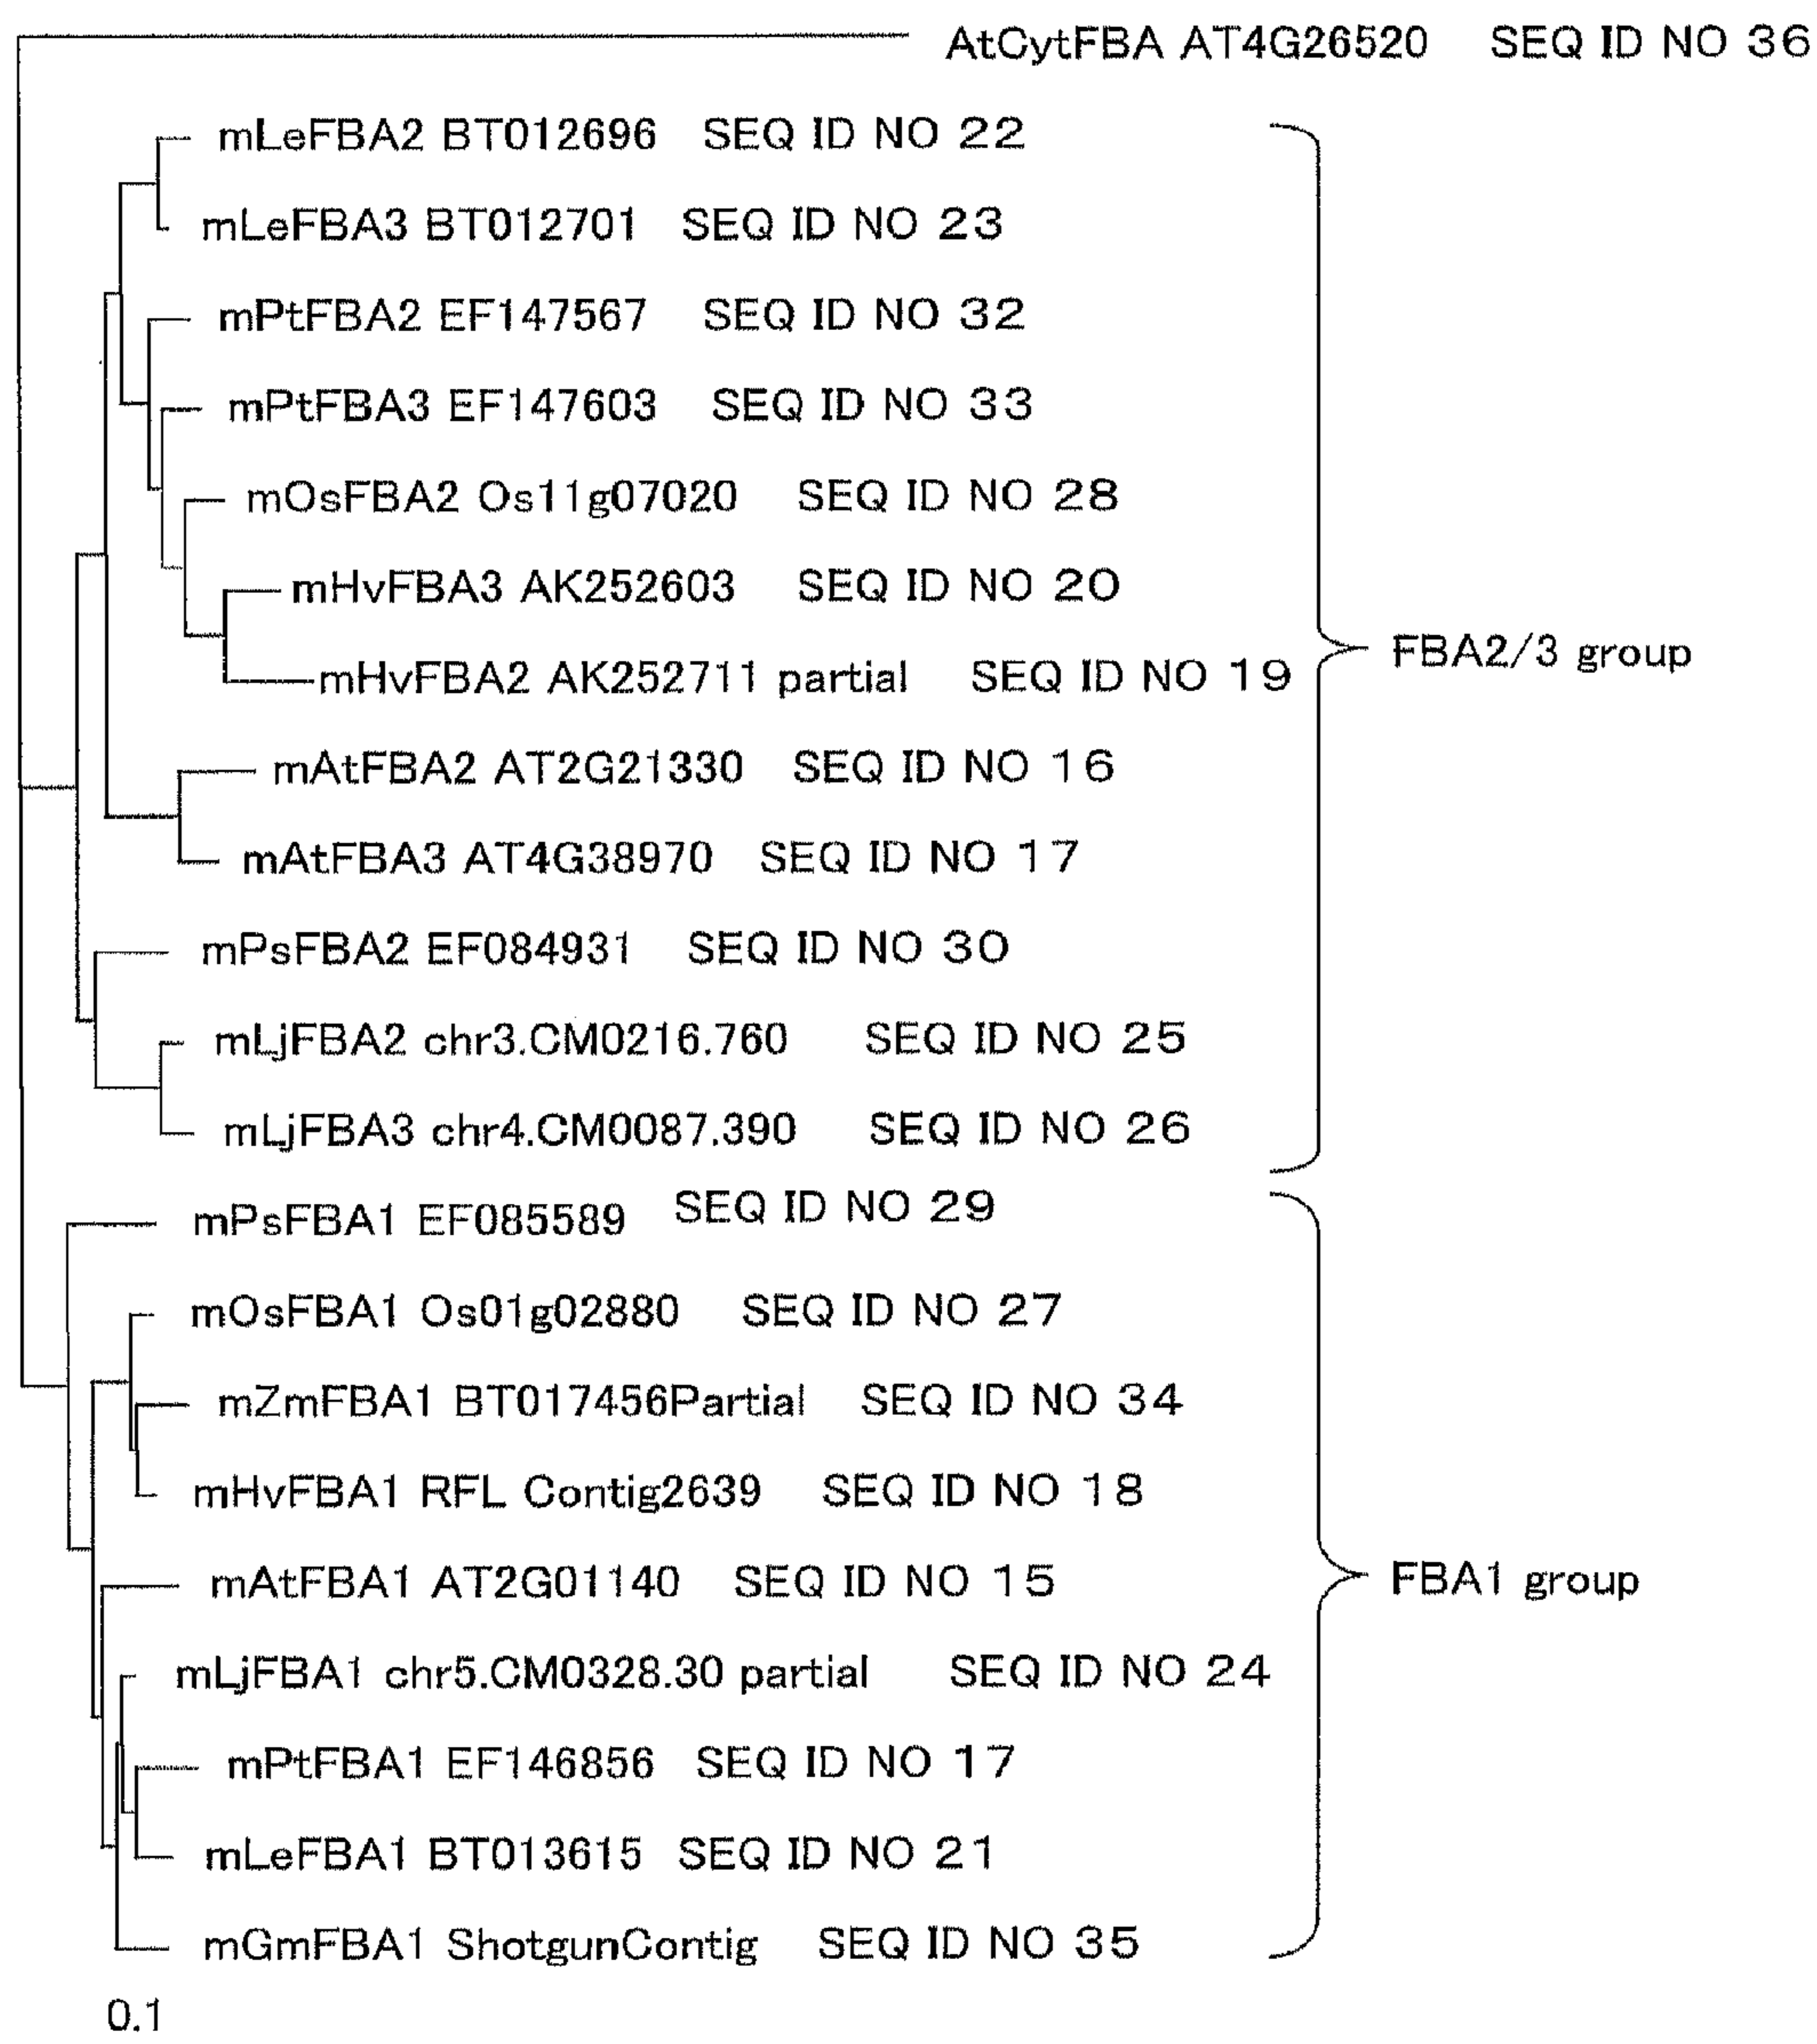 AtCytFBA AT4G26520 SEQ ID NO 36
mLeFBA2 BT012696 SEQ ID NO 22
mLeFBA3 BT012701 SEQ ID NO 23
mPtFBA2 EF147567 SEQ ID NO 32
mPtFBA3 EF147603 SEQ ID NO 33
mOsFBA2 Os11g07020 SEQ ID NO 28
mHvFBA3 AK252603 SEQ ID NO 20
FBA2/3 group
mHvFBA2 AK252711 partial SEQ ID NO 19
mAtFBA2 AT2G21330 SEQ ID NO 16
mAtFBA3 AT4G38970 SEQ ID NO 17
mPsFBA2 EF084931 SEQ ID NO 30
mLjFBA2 chr3.CM0216.760 SEQ ID NO 25
mLjFBA3 chr4.CM0087.390 SEQ ID NO 26
mPsFBA1 EF085589 SEQ ID NO 29
mOsFBA1 Os01g02880 SEQ ID NO 27
mZmFBA1 BT017456Partial SEQ ID NO 34
mHvFBA1 RFL Contig2639 SEQ ID NO 18
mAtFBA1 AT2G01140 SEQ ID NO 15
FBA1 group
mLjFBA1 chr5.CM0328.30 partial SEQ ID NO 24
mPtFBA1 EF146856 SEQ ID NO 17
mLeFBA1 BT013615 SEQ ID NO 21
mGmFBA1 ShotgunContig SEQ ID NO 35
0.1